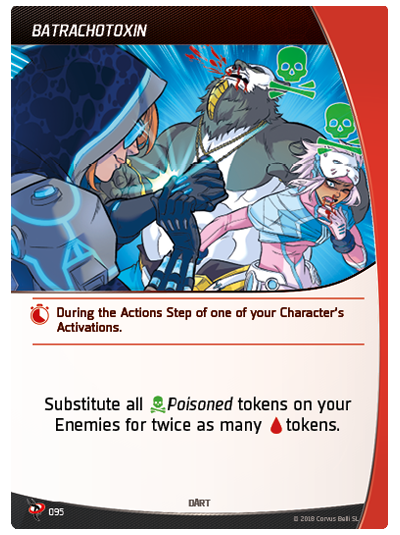 BATRACHOTOXIN
During the Actions Step of one of your Character's
Activations.
Substitute all Poisoned tokens on your
Enemies for twice as many tokens.
095
DART
© 2018 Corvus Belli SL